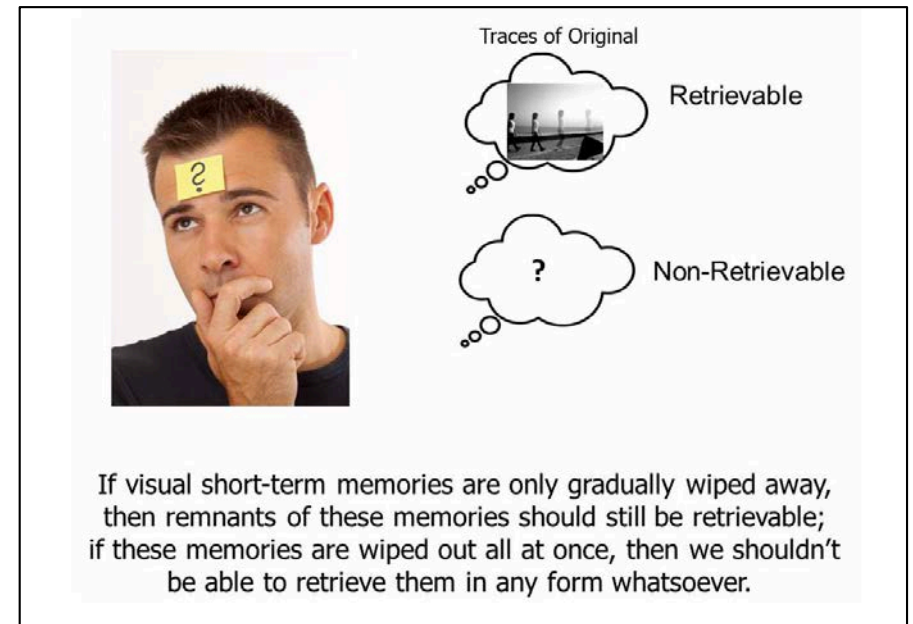 Traces of Original
Retrievable
?
?
Non-Retrievable
If visual short-term memories are only gradually wiped away,
then remnants of these memories should still be retrievable;
if these memories are wiped out all at once, then we shouldn't
be able to retrieve them in any form whatsoever.